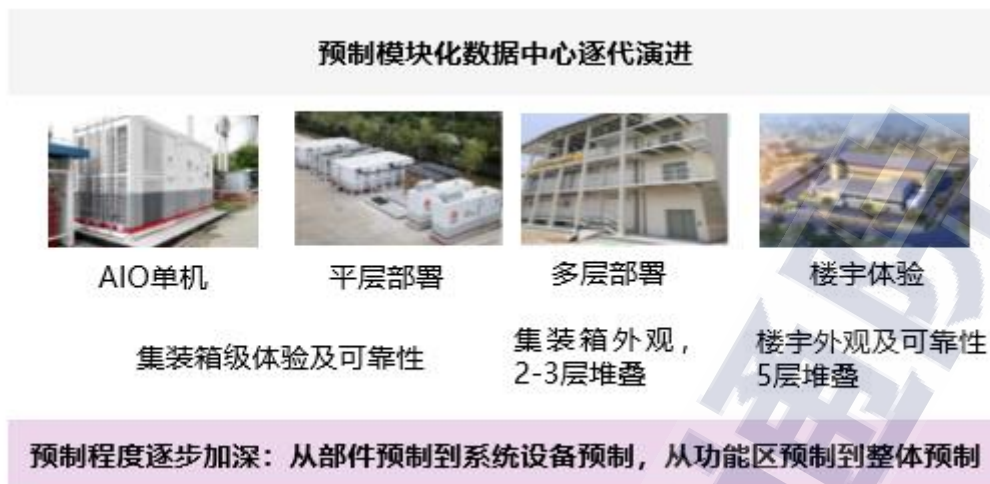 预制模块化数据中心逐代演进
AIO单机
平层部署
多层部署
楼宇体验
集装箱级体验及可靠性
集装箱外观，
2-3层堆叠
楼宇外观及可靠性
5层堆叠
预制程度逐步加深：从部件预制到系统设备预制，从功能区预制到整体预制